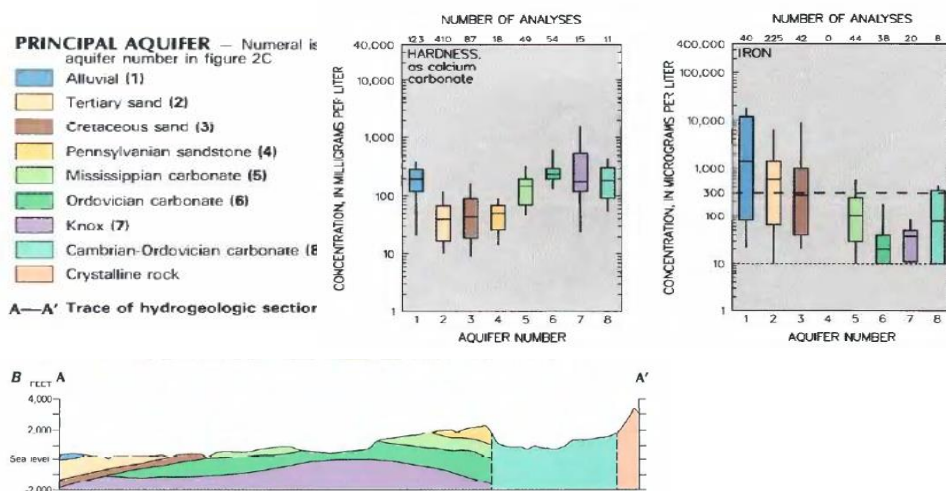 PRINCIPAL AQUIFER — Numeral is
aquifer number in figure 2C
Alluvial (1)
Tertiary sand (2)
Cretaceous sand (3)
Pennsylvanian sandstone (4)
Mississippian carbonate (5)
Ordovician carbonate (6)
Knox (7)
Cambrian-Ordovician carbonate (8
Crystalline rock
A—A' Trace of hydrogeologic section
NUMBER OF ANALYSES
123 410 87 18 49 54 15 11
HARDNESS,
as calcium
carbonate
CONCENTRATION, IN MILLIGRAMS PER LITER
40,000
10,000
1,000
100
10
1
1 2 3 4 5 6 7 8
AQUIFER NUMBER
NUMBER OF ANALYSES
40 225 42 0 44 38 20 8
IRON
CONCENTRATION, IN MICROGRAMS PER LITER
400,000
100,000
10,000
1,000
300
100
10
1
1 2 3 4 5 6 7 8
AQUIFER NUMBER
B FEET A A'
4,000
2,000
Sea level
-2,000